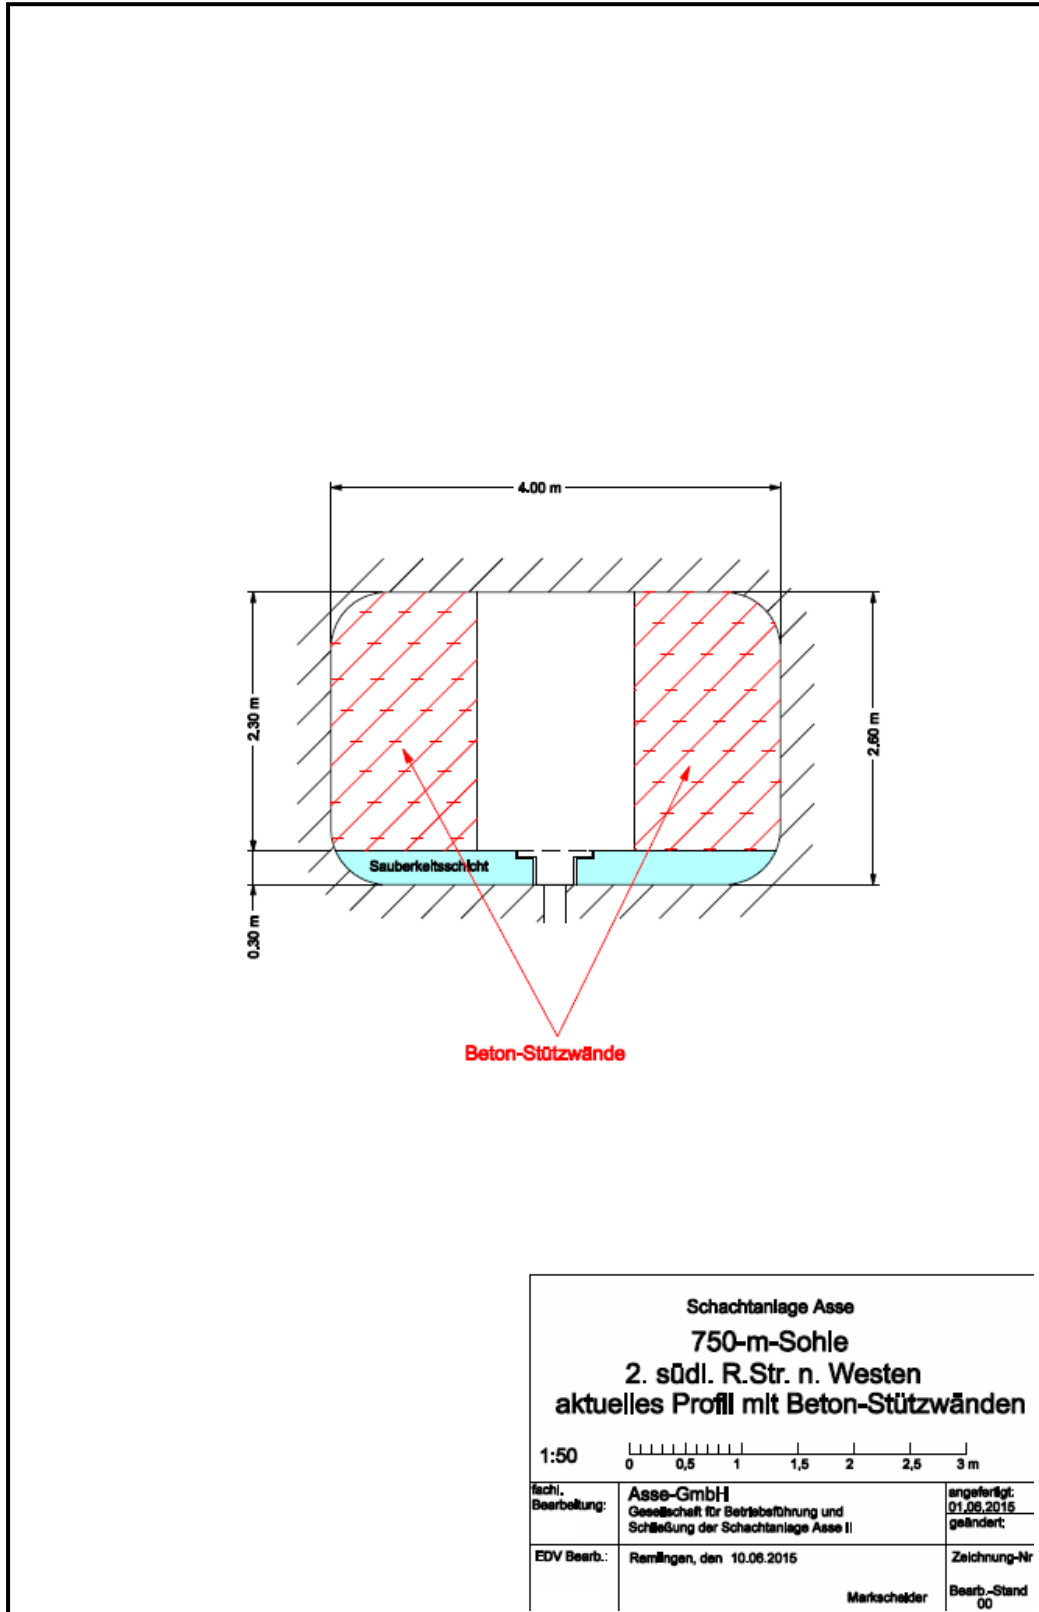 4.00 m
2.30 m
2.60 m
Sauberkeitsschicht
0.30 m
Beton-Stützwände
Schachtanlage Asse
750-m-Sohle
2. südl. R.Str. n. Westen
aktuelles Profil mit Beton-Stützwänden
1:50
0 0,5 1 1,5 2 2,5 3 m
fachl.
Bearbeitung:
Asse-GmbH
Gesellschaft für Betriebsführung und
Schließung der Schachtanlage Asse II
angefertigt:
01.06.2015
geändert:
EDV Bearb.:
Remlingen, den 10.06.2015
Markscheider
Zeichnung-Nr
Bearb.-Stand
00